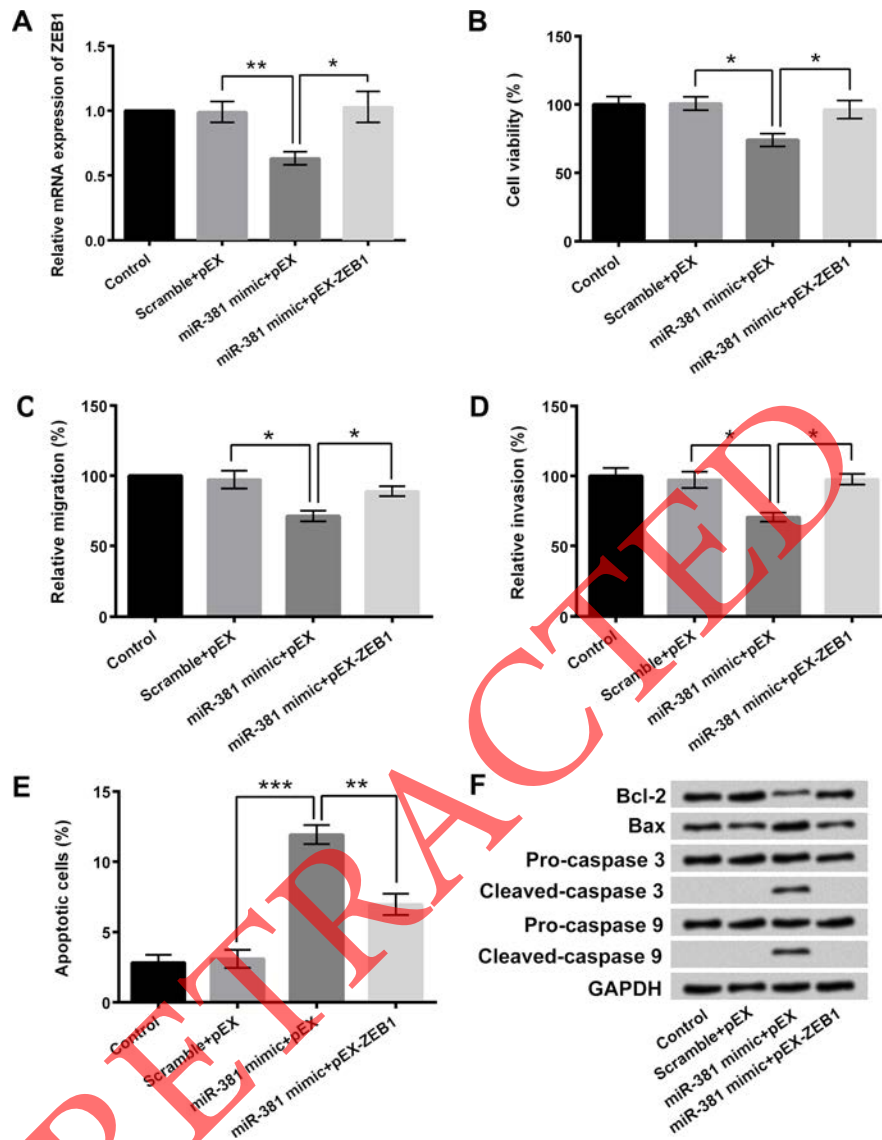 A
Relative mRNA expression of ZEB1
1.5
1.0
0.5
0.0
**
*
Control
Scramble+pEX
miR-381 mimic+pEX
miR-381 mimic+pEX-ZEB1
B
Cell viability (%)
150
100
50
0
*
*
Control
Scramble+pEX
miR-381 mimic+pEX
miR-381 mimic+pEX-ZEB1
C
Relative migration (%)
150
100
50
0
*
*
Control
Scramble+pEX
miR-381 mimic+pEX
miR-381 mimic+pEX-ZEB1
D
Relative invasion (%)
150
100
50
0
*
*
Control
Scramble+pEX
miR-381 mimic+pEX
miR-381 mimic+pEX-ZEB1
E
Apoptotic cells (%)
15
10
5
0
***
**
Control
Scramble+pEX
miR-381 mimic+pEX
miR-381 mimic+pEX-ZEB1
F
Bcl-2
Bax
Pro-caspase 3
Cleaved-caspase 3
Pro-caspase 9
Cleaved-caspase 9
GAPDH
Control
Scramble+pEX
miR-381 mimic+pEX
miR-381 mimic+pEX-ZEB1
RETRACTED